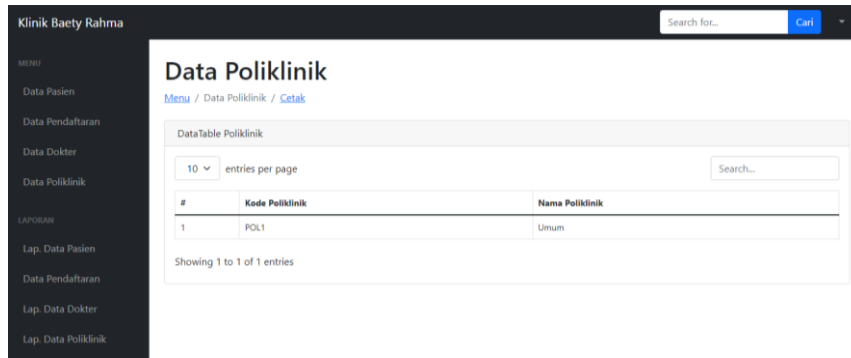 Klinik Baety Rahma
Search for...
Cari
MENU
Data Pasien
Data Pendaftaran
Data Dokter
Data Poliklinik
LAPORAN
Lap. Data Pasien
Data Pendaftaran
Lap. Data Dokter
Lap. Data Poliklinik
Data Poliklinik
Menu / Data Poliklinik / Cetak
DataTable Poliklinik
10 entries per page
Search...
# Kode Poliklinik Nama Poliklinik
1 POL1 Umum
Showing 1 to 1 of 1 entries